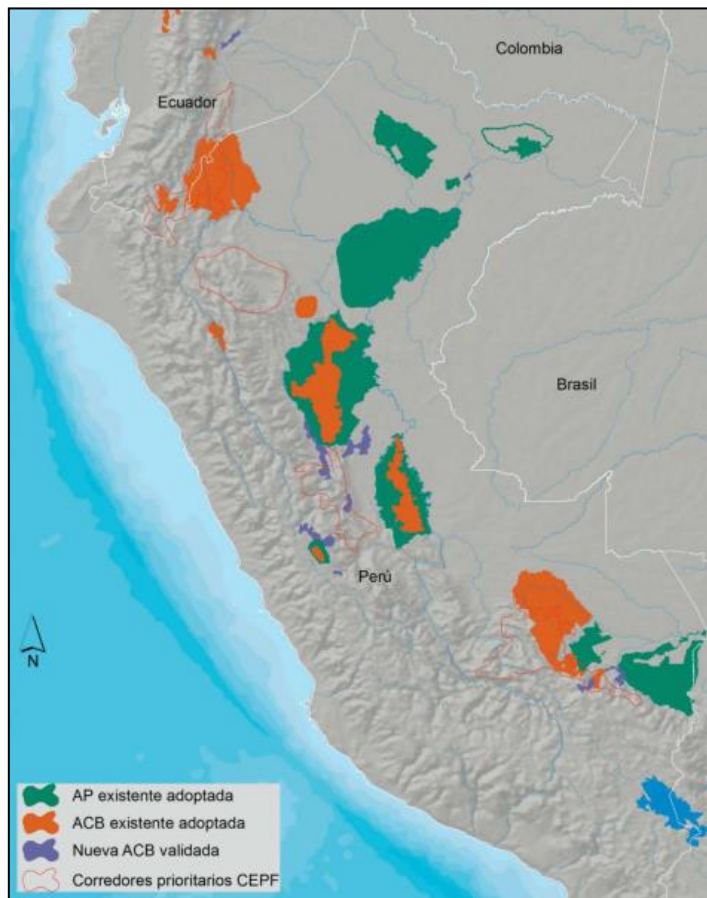 Colombia
Ecuador
Brasil
Perú
N
AP existente adoptada
ACB existente adoptada
Nueva ACB validada
Corredores prioritarios CEPF